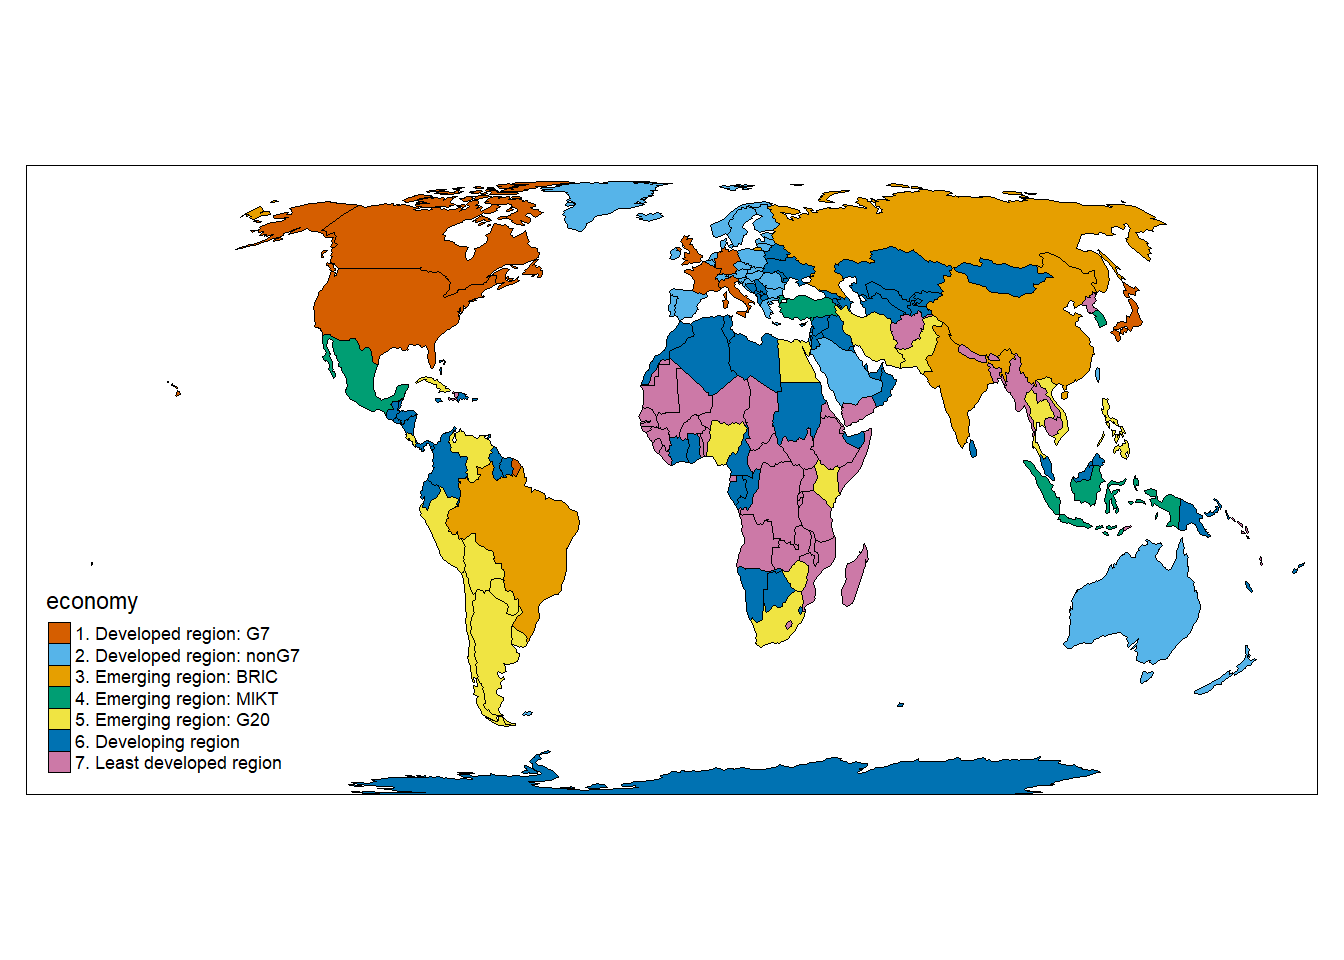 economy
1. Developed region: G7
2. Developed region: nonG7
3. Emerging region: BRIC
4. Emerging region: MIKT
5. Emerging region: G20
6. Developing region
7. Least developed region